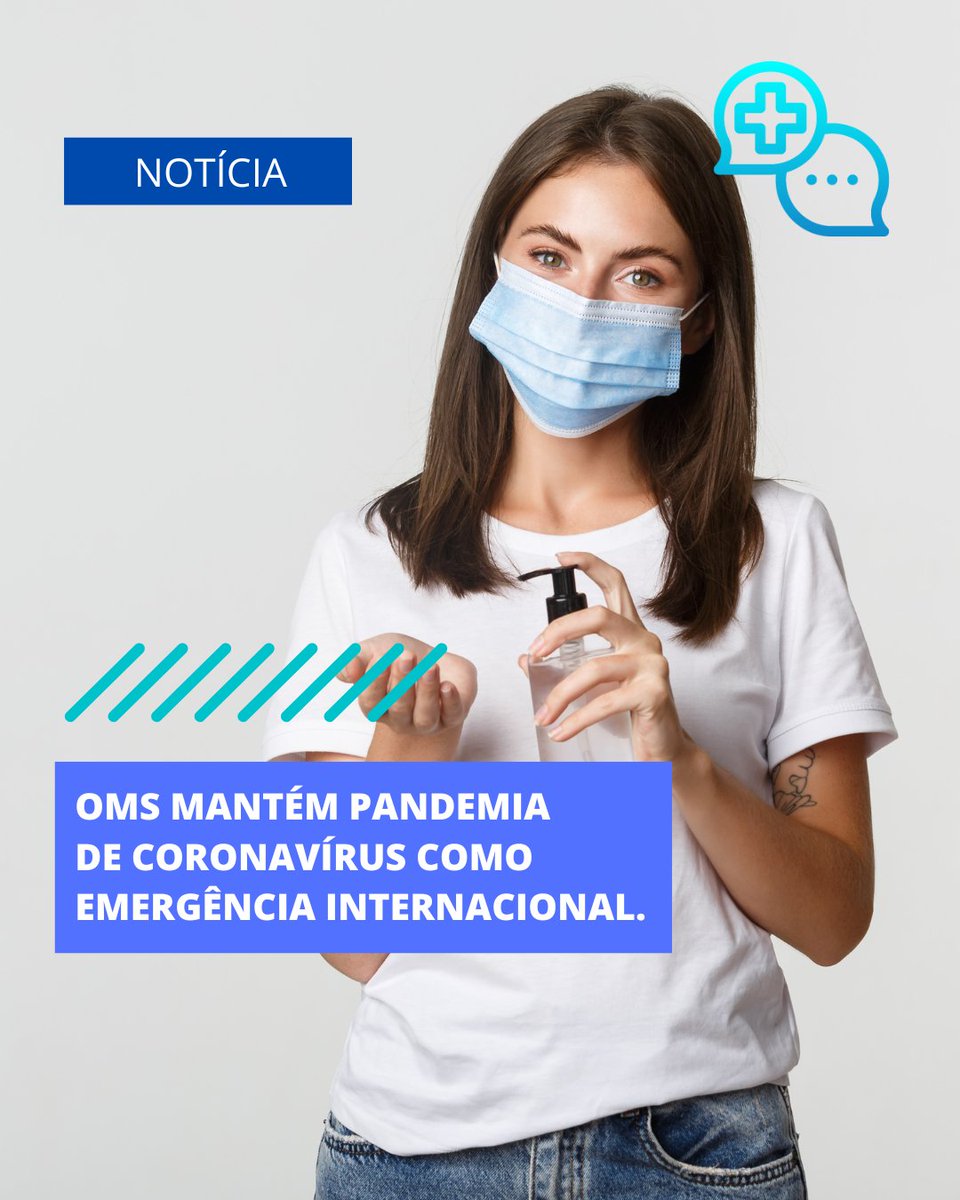 NOTÍCIA
OMS MANTÉM PANDEMIA
DE CORONAVÍRUS COMO
EMERGÊNCIA INTERNACIONAL.